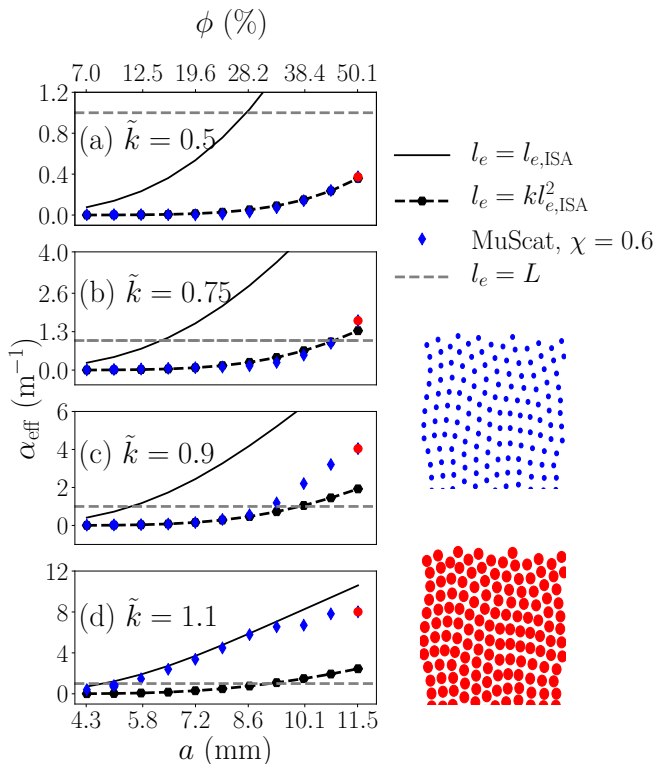 ϕ (%)
7.0 12.5 19.6 28.2 38.4 50.1
1.2
0.8
0.4
0.0
(a) k̃ = 0.5
4.0
2.6
1.3
0.0
(b) k̃ = 0.75
6
4
2
0
(c) k̃ = 0.9
12
8
4
0
(d) k̃ = 1.1
4.3 5.8 7.2 8.6 10.1 11.5
a (mm)
α_eff (m⁻¹)
l_e = l_{e,ISA}
l_e = kl²_{e,ISA}
MuScat, χ = 0.6
l_e = L